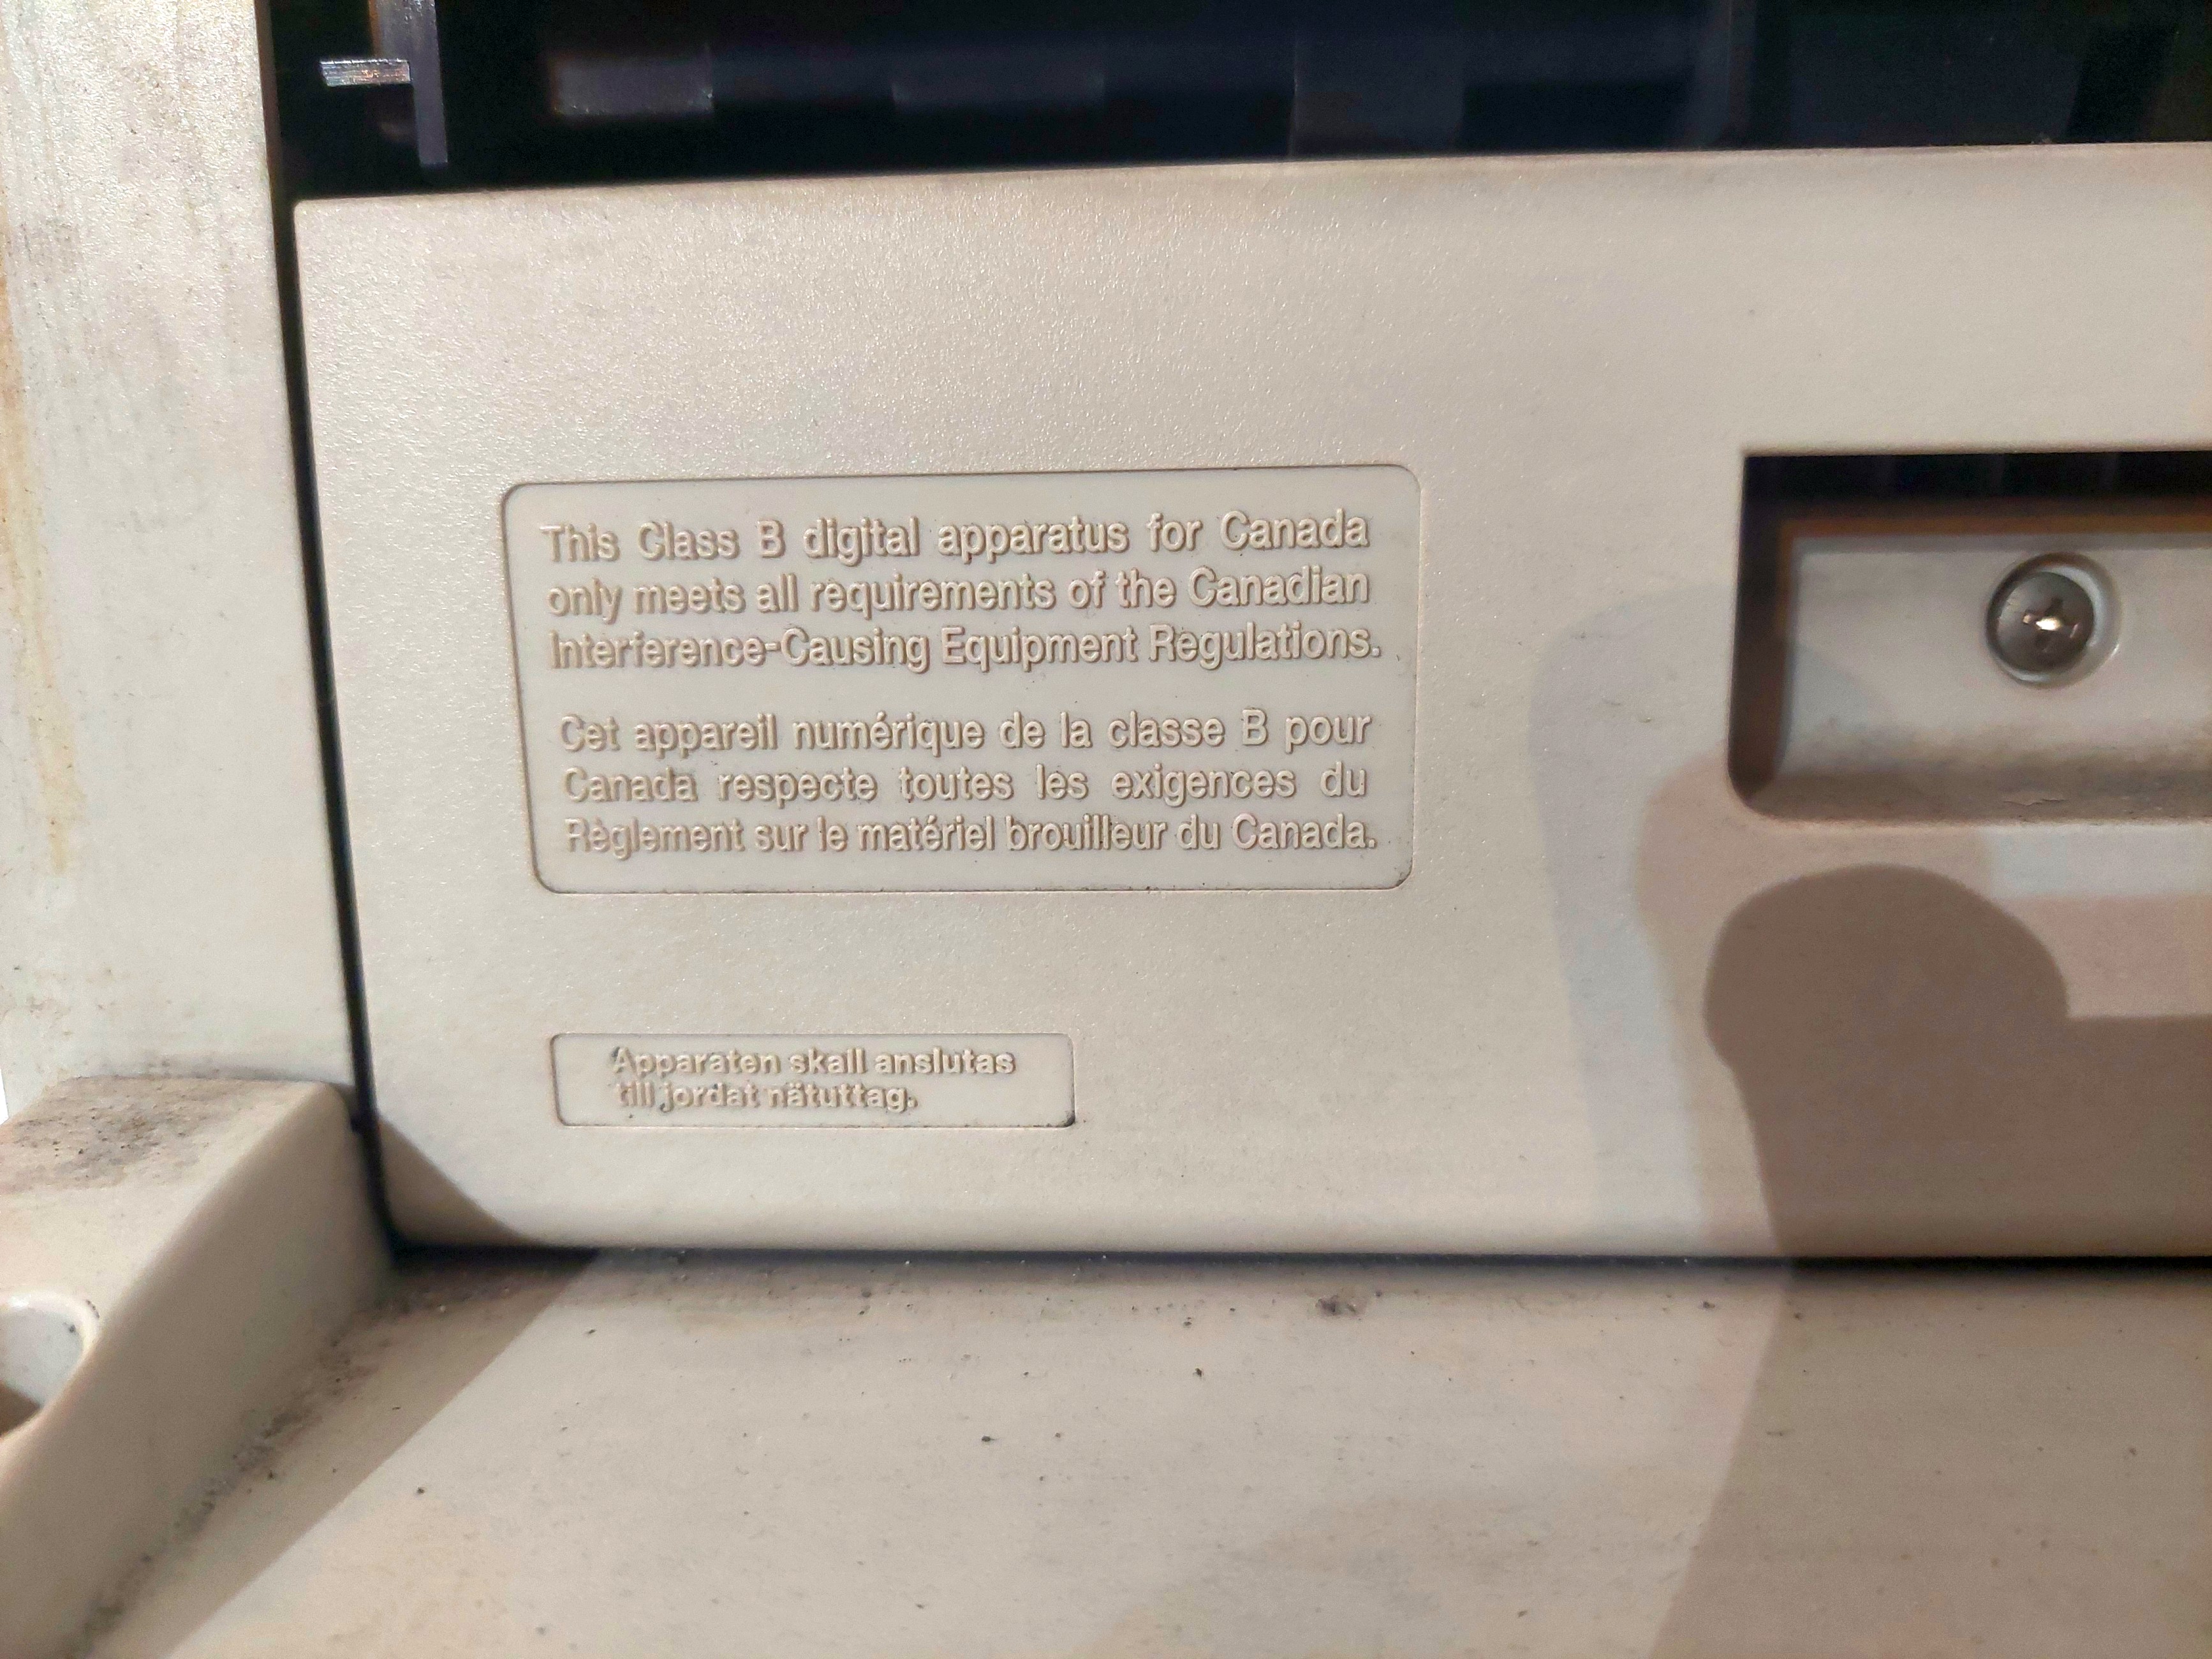 This Class B digital apparatus for Canada
only meets all requirements of the Canadian
Interference-Causing Equipment Regulations.
Cet appareil numérique de la classe B pour
Canada respecte toutes les exigences du
Règlement sur le matériel brouilleur du Canada.
Apparaten skall anslutas
till jordat nätuttag.